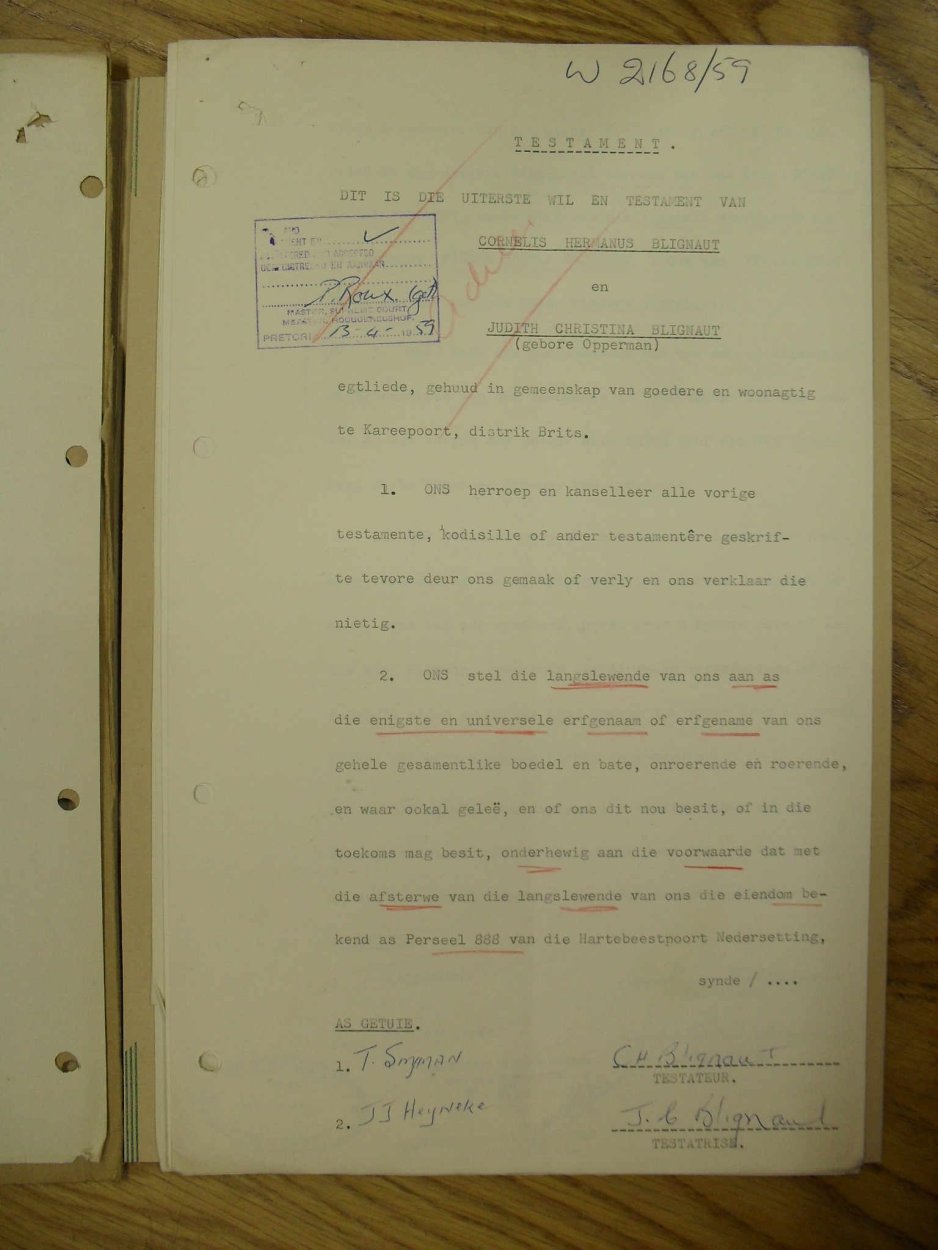 W 2168/59
TESTAMENT.
DIT IS DIE UITERSTE WIL EN TESTAMENT VAN
CORNELIS HERMANUS BLIGNAUT
en
JUDITH CHRISTINA BLIGNAUT
(gebore Opperman)
P. Roux. (get)
MASTER, SUPREME COURT
PRETORI 13-4-1959
egtliede, gehuud in gemeenskap van goedere en woonagtig
te Kareepoort, distrik Brits.
1. ONS herroep en kanselleer alle vorige
testamente, kodisille of ander testamentêre geskrif-
te tevore deur ons gemaak of verly en ons verklaar die
nietig.
2. ONS stel die langslewende van ons aan as
die enigste en universele erfgenaam of erfgename van ons
gehele gesamentlike boedel en bate, onroerende en roerende,
en waar ookal geleë, en of ons dit nou besit, of in die
toekoms mag besit, onderhewig aan die voorwaarde dat met
die afsterwe van die langslewende van ons die eiendom be-
kend as Perseel 888 van die Hartebeestpoort Nedersetting,
synde / ....
AS GETUIE.
1. T. Snyman
CH Blignaut
TESTATEUR.
2. JJ Heyneke
J. C Blignaut
TESTATRISE.